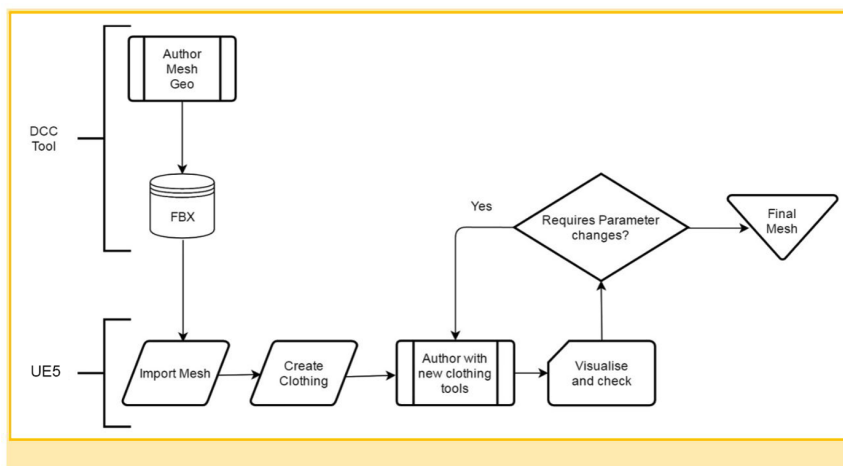 Author
Mesh
Geo
DCC
Tool
FBX
Yes
Requires Parameter
changes?
Final
Mesh
UE5
Import Mesh
Create
Clothing
Author with
new clothing
tools
Visualise
and check